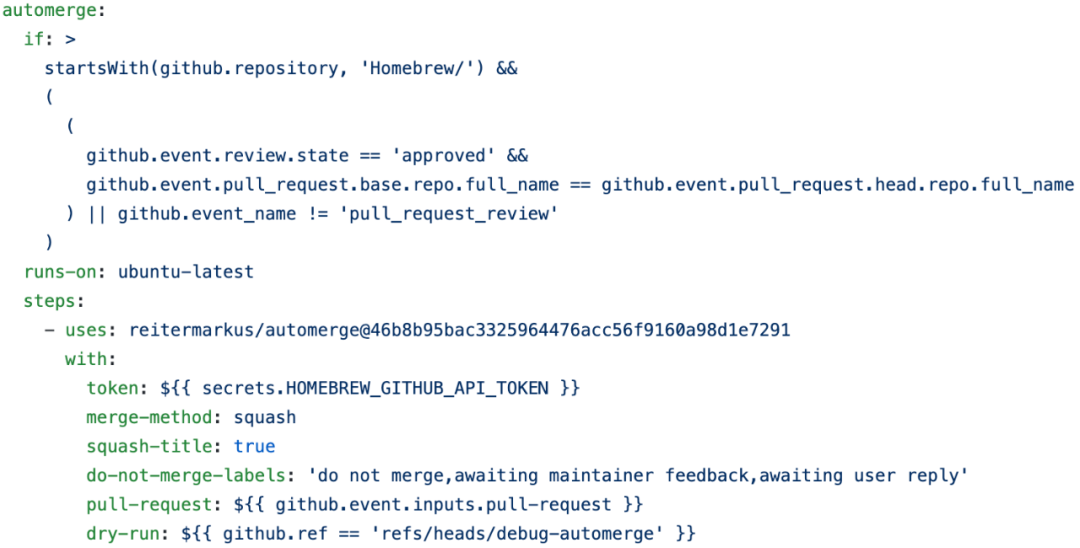 automerge:
  if: >
    startsWith(github.repository, 'Homebrew/') &&
    (
      (
        github.event.review.state == 'approved' &&
        github.event.pull_request.base.repo.full_name == github.event.pull_request.head.repo.full_name
      ) || github.event_name != 'pull_request_review'
    )
  runs-on: ubuntu-latest
  steps:
    - uses: reitermarkus/automerge@46b8b95bac3325964476acc56f9160a98d1e7291
      with:
        token: ${{ secrets.HOMEBREW_GITHUB_API_TOKEN }}
        merge-method: squash
        squash-title: true
        do-not-merge-labels: 'do not merge,awaiting maintainer feedback,awaiting user reply'
        pull-request: ${{ github.event.inputs.pull-request }}
        dry-run: ${{ github.ref == 'refs/heads/debug-automerge' }}